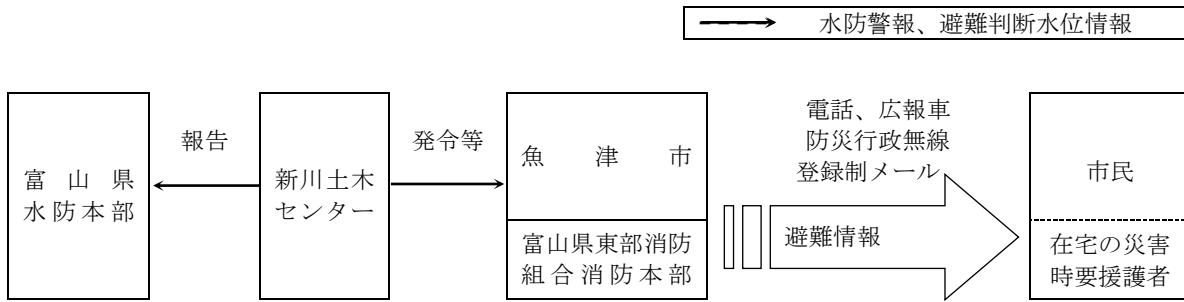 水防警報、避難判断水位情報
富山県
水防本部
報告
新川土木
センター
発令等
魚津市
富山県東部消防
組合消防本部
電話、広報車
防災行政無線
登録制メール
避難情報
市民
在宅の災害
時要援護者